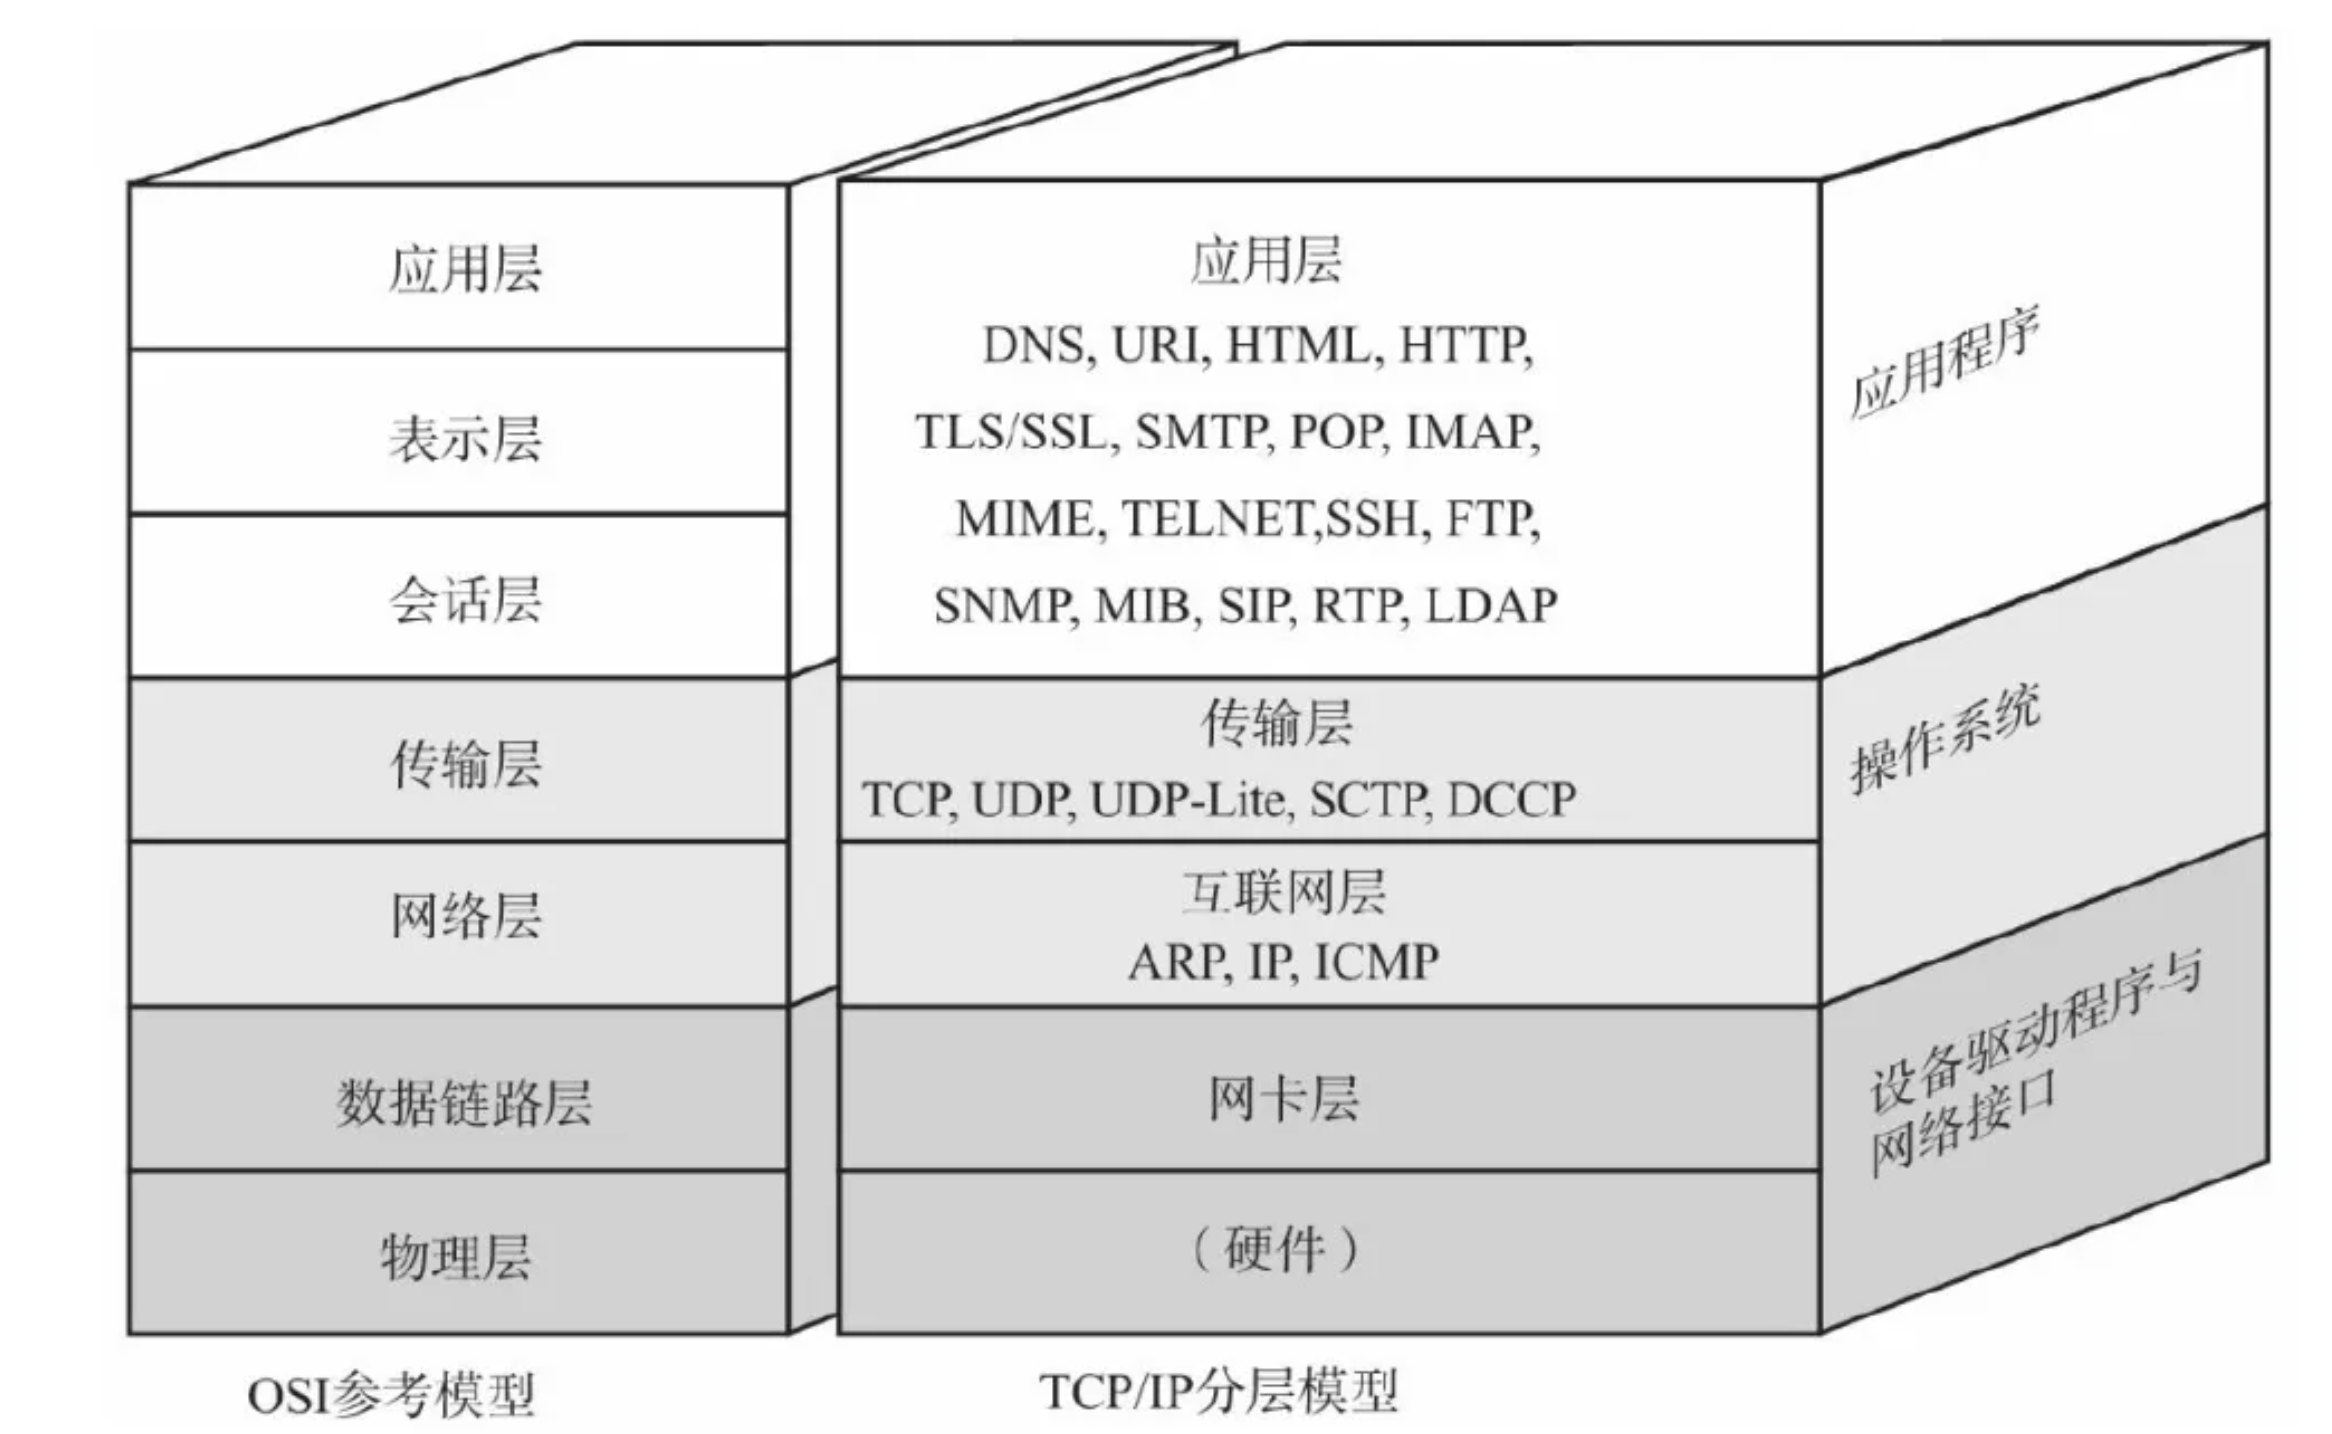 应用层
表示层
会话层
传输层
网络层
数据链路层
物理层
OSI参考模型
应用层
DNS, URI, HTML, HTTP,
TLS/SSL, SMTP, POP, IMAP,
MIME, TELNET,SSH, FTP,
SNMP, MIB, SIP, RTP, LDAP
传输层
TCP, UDP, UDP-Lite, SCTP, DCCP
互联网层
ARP, IP, ICMP
网卡层
（硬件）
TCP/IP分层模型
应用程序
操作系统
设备驱动程序与
网络接口